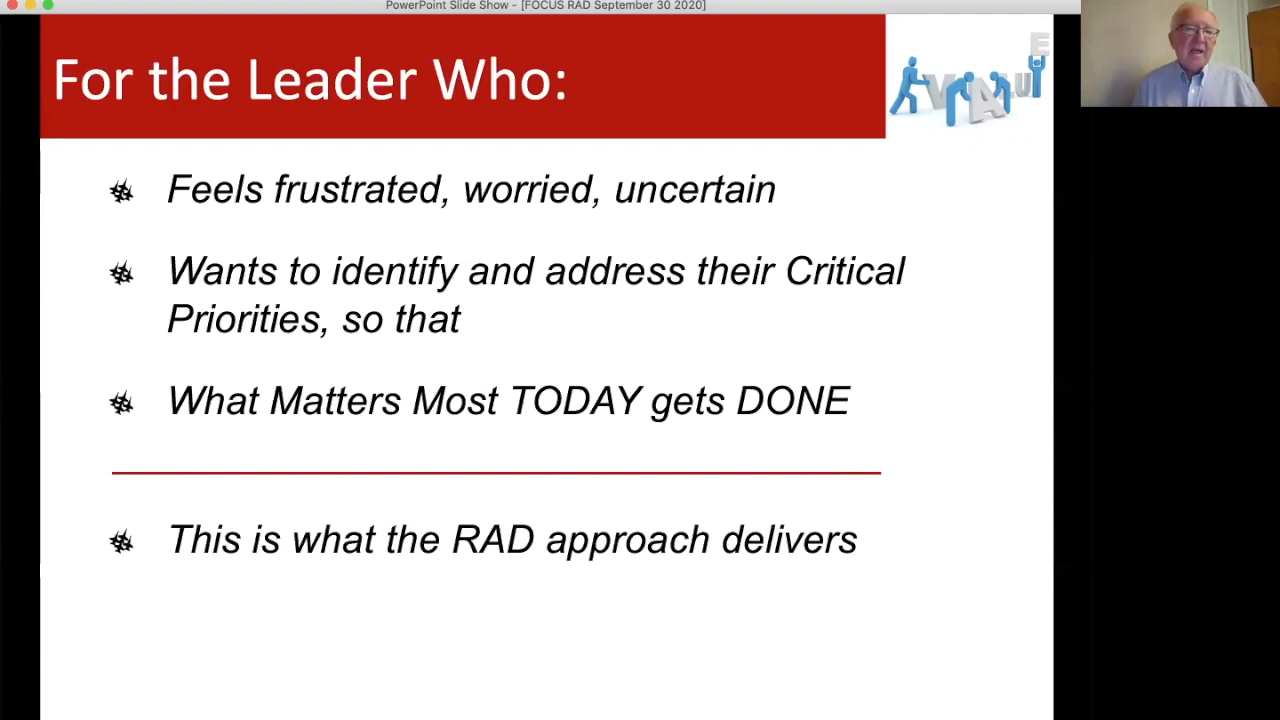 PowerPoint Slide Show - [FOCUS RAD September 30 2020]
For the Leader Who:
VALUE
Feels frustrated, worried, uncertain
Wants to identify and address their Critical
Priorities, so that
What Matters Most TODAY gets DONE
This is what the RAD approach delivers